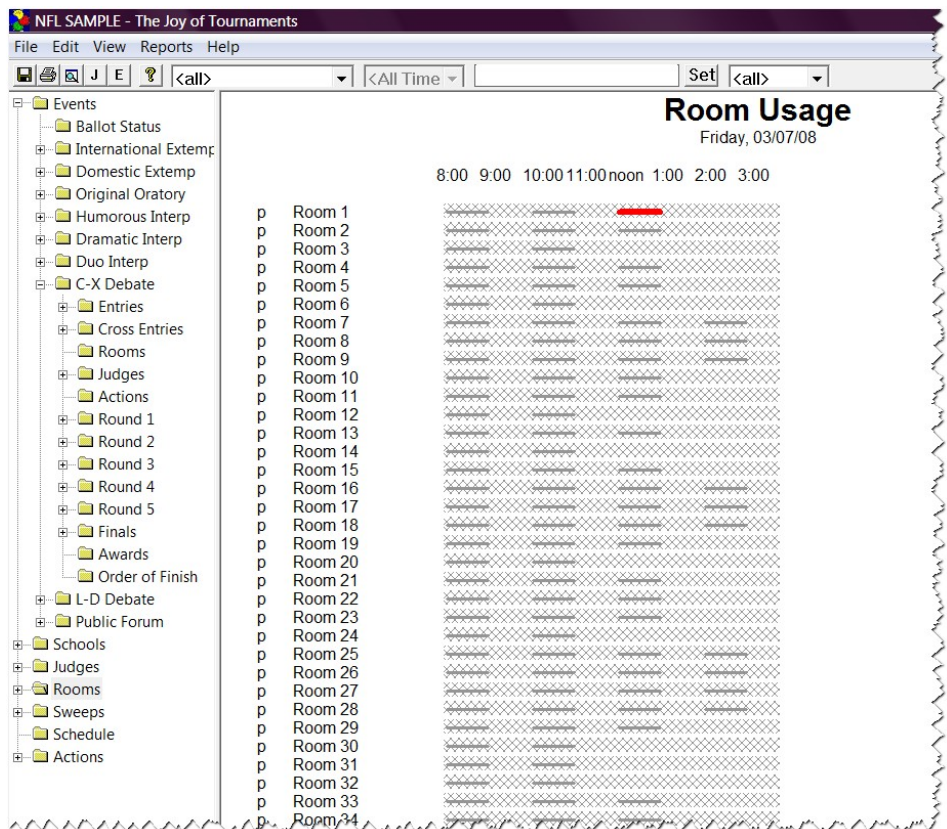 NFL SAMPLE - The Joy of Tournaments
File Edit View Reports Help
J E ? <all> <All Time Set <all>
Events
Ballot Status
International Extemp
Domestic Extemp
Original Oratory
Humorous Interp
Dramatic Interp
Duo Interp
C-X Debate
Entries
Cross Entries
Rooms
Judges
Actions
Round 1
Round 2
Round 3
Round 4
Round 5
Finals
Awards
Order of Finish
L-D Debate
Public Forum
Schools
Judges
Rooms
Sweeps
Schedule
Actions
Room Usage
Friday, 03/07/08
8:00 9:00 10:00 11:00 noon 1:00 2:00 3:00
p Room 1
p Room 2
p Room 3
p Room 4
p Room 5
p Room 6
p Room 7
p Room 8
p Room 9
p Room 10
p Room 11
p Room 12
p Room 13
p Room 14
p Room 15
p Room 16
p Room 17
p Room 18
p Room 19
p Room 20
p Room 21
p Room 22
p Room 23
p Room 24
p Room 25
p Room 26
p Room 27
p Room 28
p Room 29
p Room 30
p Room 31
p Room 32
p Room 33
p Room 34